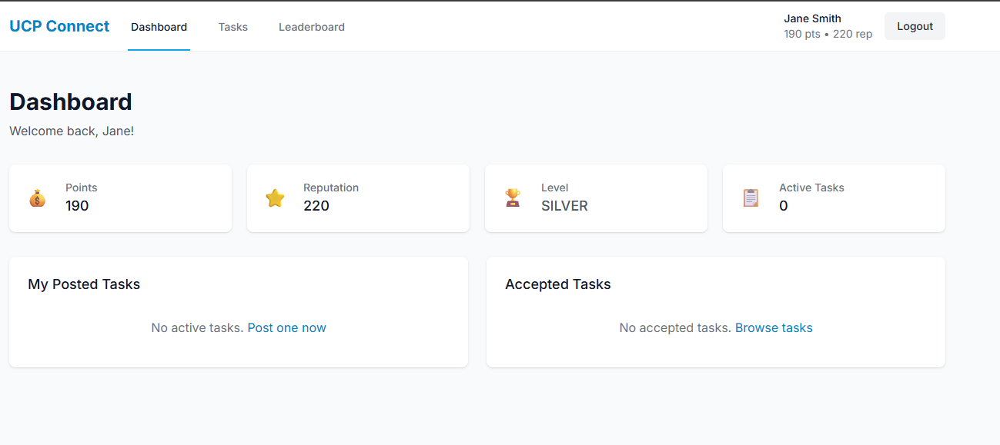 UCP Connect
Dashboard
Tasks
Leaderboard
Jane Smith
190 pts • 220 rep
Logout
Dashboard
Welcome back, Jane!
Points
190
Reputation
220
Level
SILVER
Active Tasks
0
My Posted Tasks
No active tasks. Post one now
Accepted Tasks
No accepted tasks. Browse tasks